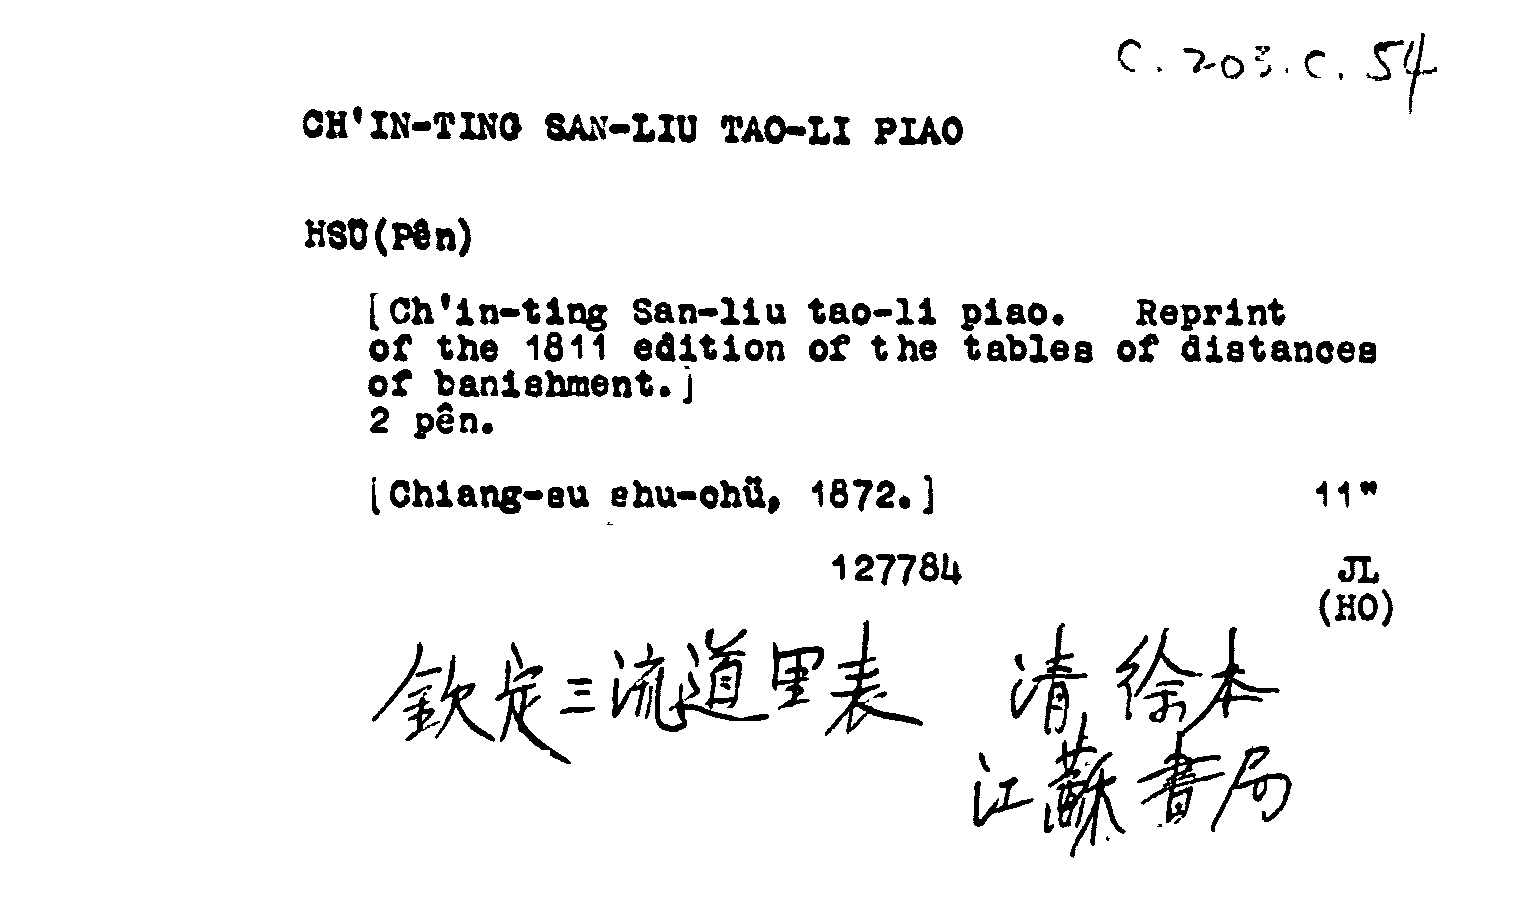 C.203.C.54
CH'IN-TING SAN-LIU TAO-LI PIAO
HSÜ(Pên)
[Ch'in-ting San-liu tao-li piao. Reprint
of the 1811 edition of the tables of distances
of banishment.]
2 pên.
[Chiang-su shu-chü, 1872.] 11"
127784 JL
(HO)
欽定三流道里表 清 徐本
江蘇書局